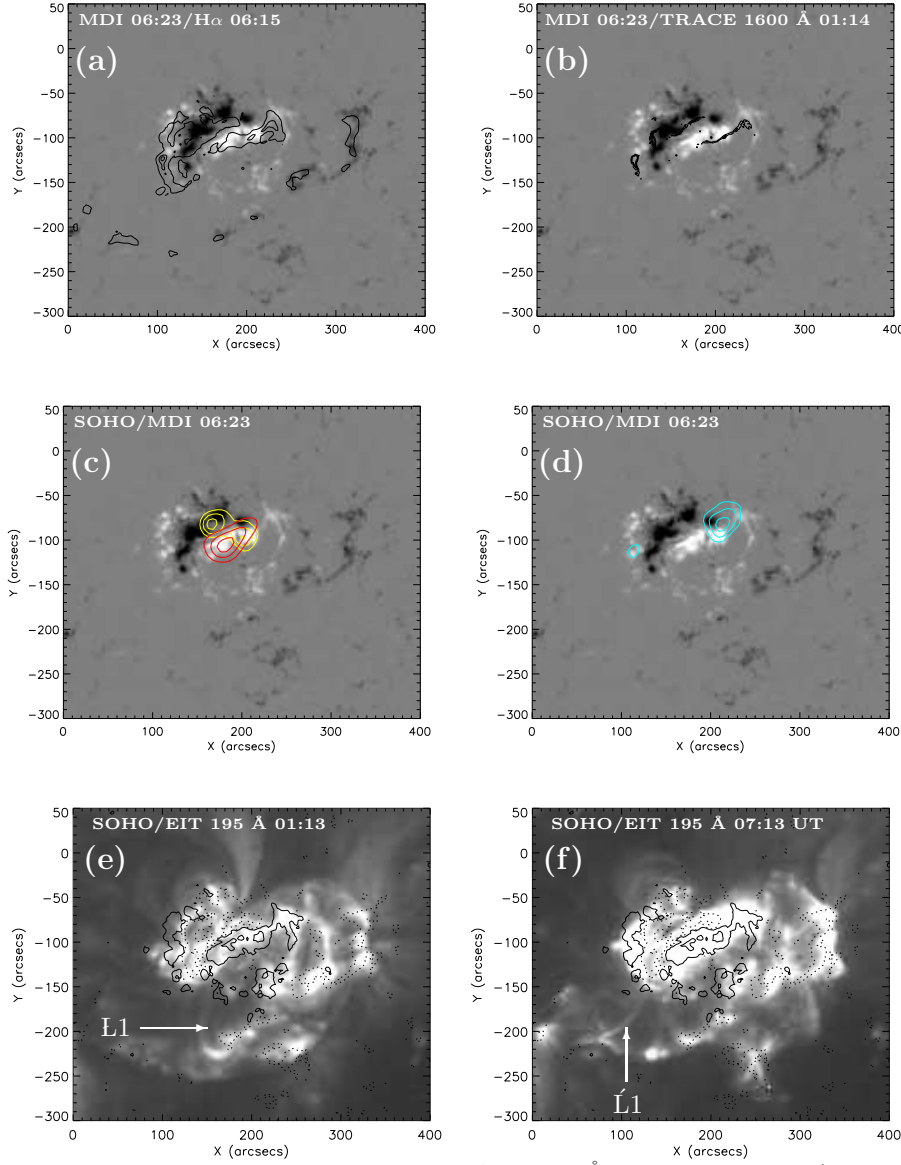 MDI 06:23/Hα 06:15
MDI 06:23/TRACE 1600 Å 01:14
(a)
(b)
50
0
−50
−100
−150
−200
−250
−300
Y (arcsecs)
0 100 200 300 400
X (arcsecs)
50
0
−50
−100
−150
−200
−250
−300
Y (arcsecs)
0 100 200 300 400
X (arcsecs)
SOHO/MDI 06:23
SOHO/MDI 06:23
(c)
(d)
50
0
−50
−100
−150
−200
−250
−300
Y (arcsecs)
0 100 200 300 400
X (arcsecs)
50
0
−50
−100
−150
−200
−250
−300
Y (arcsecs)
0 100 200 300 400
X (arcsecs)
SOHO/EIT 195 Å 01:13
SOHO/EIT 195 Å 07:13 UT
(e)
(f)
50
0
−50
−100
−150
−200
−250
−300
Y (arcsecs)
0 100 200 300 400
X (arcsecs)
Ł1
50
0
−50
−100
−150
−200
−250
−300
Y (arcsecs)
0 100 200 300 400
X (arcsecs)
Ĺ1